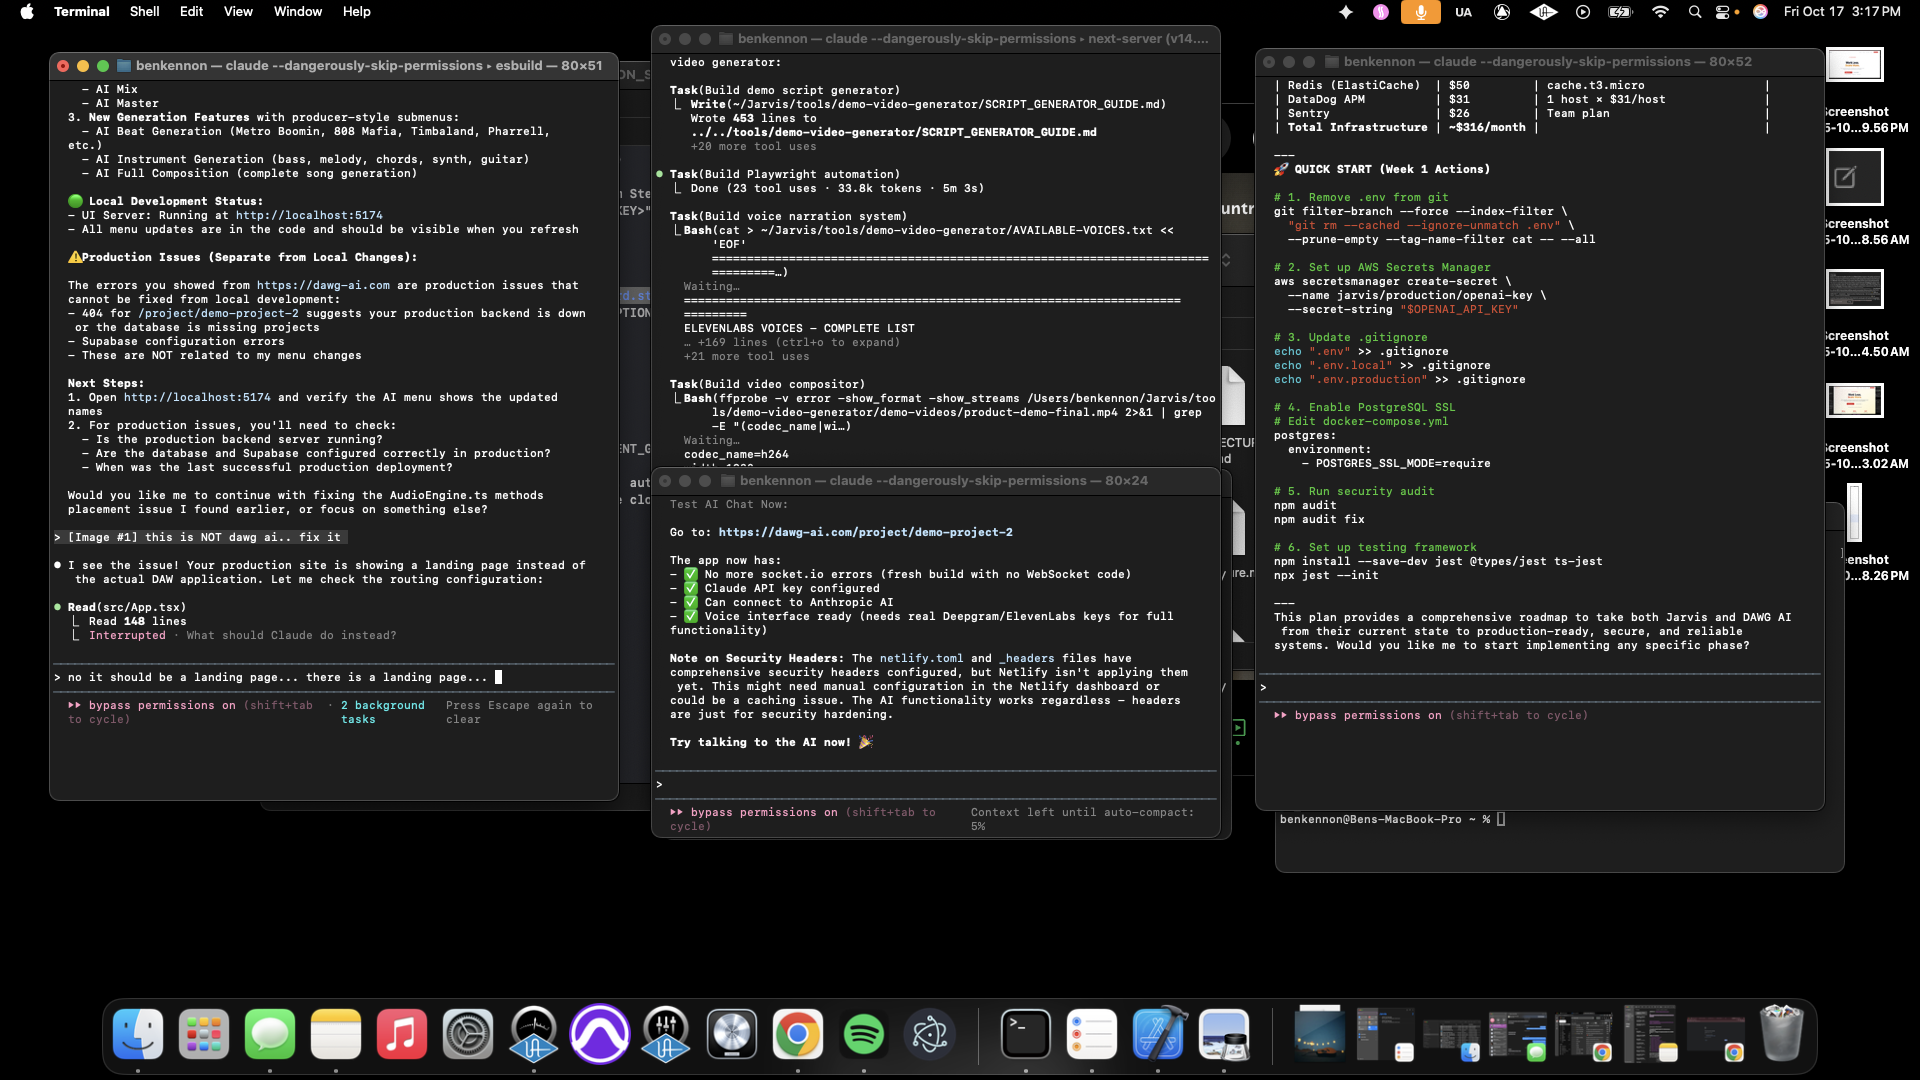 Terminal Shell Edit View Window Help
UA Fri Oct 17 3:17 PM
benkennon — claude --dangerously-skip-permissions ▸ esbuild — 80×51
– AI Mix
– AI Master
3. New Generation Features with producer-style submenus:
– AI Beat Generation (Metro Boomin, 808 Mafia, Timbaland, Pharrell,
etc.)
– AI Instrument Generation (bass, melody, chords, synth, guitar)
– AI Full Composition (complete song generation)
🟢 Local Development Status:
– UI Server: Running at http://localhost:5174
– All menu updates are in the code and should be visible when you refresh
⚠️Production Issues (Separate from Local Changes):
The errors you showed from https://dawg-ai.com are production issues that
cannot be fixed from local development:
– 404 for /project/demo-project-2 suggests your production backend is down
or the database is missing projects
– Supabase configuration errors
– These are NOT related to my menu changes
Next Steps:
1. Open http://localhost:5174 and verify the AI menu shows the updated
names
2. For production issues, you'll need to check:
– Is the production backend server running?
– Are the database and Supabase configured correctly in production?
– When was the last successful production deployment?
Would you like me to continue with fixing the AudioEngine.ts methods
placement issue I found earlier, or focus on something else?
> [Image #1] this is NOT dawg ai.. fix it
● I see the issue! Your production site is showing a landing page instead of
the actual DAW application. Let me check the routing configuration:
● Read(src/App.tsx)
⎿ Read 148 lines
⎿ Interrupted · What should Claude do instead?
> no it should be a landing page... there is a landing page...
▸▸ bypass permissions on (shift+tab to cycle) · 2 background tasks Press Escape again to clear
benkennon — claude --dangerously-skip-permissions ▸ next-server (v14....
video generator:
Task(Build demo script generator)
⎿ Write(~/Jarvis/tools/demo-video-generator/SCRIPT_GENERATOR_GUIDE.md)
Wrote 453 lines to
../../tools/demo-video-generator/SCRIPT_GENERATOR_GUIDE.md
+20 more tool uses
● Task(Build Playwright automation)
⎿ Done (23 tool uses · 33.8k tokens · 5m 3s)
Task(Build voice narration system)
⎿ Bash(cat > ~/Jarvis/tools/demo-video-generator/AVAILABLE-VOICES.txt <<
'EOF'
==========================================================================
=========…)
Waiting…
==========================================================================
=========
ELEVENLABS VOICES – COMPLETE LIST
… +169 lines (ctrl+o to expand)
+21 more tool uses
Task(Build video compositor)
⎿ Bash(ffprobe -v error -show_format -show_streams /Users/benkennon/Jarvis/too
ls/demo-video-generator/demo-videos/product-demo-final.mp4 2>&1 | grep
-E "(codec_name|wi…)
Waiting…
codec_name=h264
benkennon — claude --dangerously-skip-permissions — 80×24
Test AI Chat Now:
Go to: https://dawg-ai.com/project/demo-project-2
The app now has:
– ✅ No more socket.io errors (fresh build with no WebSocket code)
– ✅ Claude API key configured
– ✅ Can connect to Anthropic AI
– ✅ Voice interface ready (needs real Deepgram/ElevenLabs keys for full
functionality)
Note on Security Headers: The netlify.toml and _headers files have
comprehensive security headers configured, but Netlify isn't applying them
yet. This might need manual configuration in the Netlify dashboard or
could be a caching issue. The AI functionality works regardless – headers
are just for security hardening.
Try talking to the AI now! 🎉
>
▸▸ bypass permissions on (shift+tab to cycle) Context left until auto-compact: 5%
benkennon — claude --dangerously-skip-permissions — 80×52
| Redis (ElastiCache) | $50 | cache.t3.micro |
| DataDog APM | $31 | 1 host × $31/host |
| Sentry | $26 | Team plan |
| Total Infrastructure | ~$316/month | |
———
🚀 QUICK START (Week 1 Actions)
# 1. Remove .env from git
git filter-branch --force --index-filter \
"git rm --cached --ignore-unmatch .env" \
--prune-empty --tag-name-filter cat -- --all
# 2. Set up AWS Secrets Manager
aws secretsmanager create-secret \
--name jarvis/production/openai-key \
--secret-string "$OPENAI_API_KEY"
# 3. Update .gitignore
echo ".env" >> .gitignore
echo ".env.local" >> .gitignore
echo ".env.production" >> .gitignore
# 4. Enable PostgreSQL SSL
# Edit docker-compose.yml
postgres:
environment:
- POSTGRES_SSL_MODE=require
# 5. Run security audit
npm audit
npm audit fix
# 6. Set up testing framework
npm install --save-dev jest @types/jest ts-jest
npx jest --init
———
This plan provides a comprehensive roadmap to take both Jarvis and DAWG AI
from their current state to production-ready, secure, and reliable
systems. Would you like me to start implementing any specific phase?
>
▸▸ bypass permissions on (shift+tab to cycle)
benkennon@Bens-MacBook-Pro ~ %
Screenshot
5-10...9.56 PM
Screenshot
5-10...8.56 AM
Screenshot
5-10...4.50 AM
Screenshot
5-10...3.02 AM
enshot
0...8.26 PM